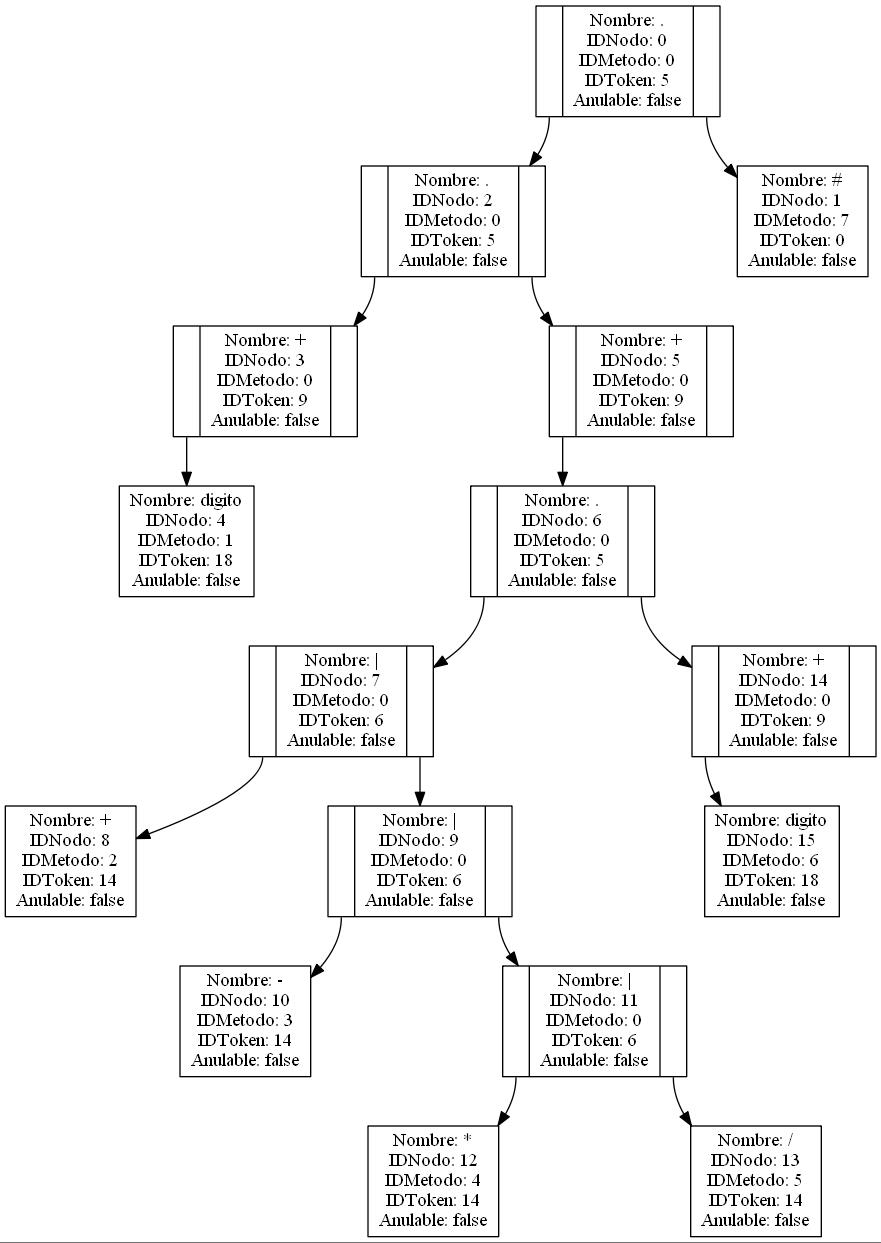 Nombre: .
IDNodo: 0
IDMetodo: 0
IDToken: 5
Anulable: false
Nombre: .
IDNodo: 2
IDMetodo: 0
IDToken: 5
Anulable: false
Nombre: #
IDNodo: 1
IDMetodo: 7
IDToken: 0
Anulable: false
Nombre: +
IDNodo: 3
IDMetodo: 0
IDToken: 9
Anulable: false
Nombre: +
IDNodo: 5
IDMetodo: 0
IDToken: 9
Anulable: false
Nombre: digito
IDNodo: 4
IDMetodo: 1
IDToken: 18
Anulable: false
Nombre: .
IDNodo: 6
IDMetodo: 0
IDToken: 5
Anulable: false
Nombre: |
IDNodo: 7
IDMetodo: 0
IDToken: 6
Anulable: false
Nombre: +
IDNodo: 14
IDMetodo: 0
IDToken: 9
Anulable: false
Nombre: +
IDNodo: 8
IDMetodo: 2
IDToken: 14
Anulable: false
Nombre: |
IDNodo: 9
IDMetodo: 0
IDToken: 6
Anulable: false
Nombre: digito
IDNodo: 15
IDMetodo: 6
IDToken: 18
Anulable: false
Nombre: -
IDNodo: 10
IDMetodo: 3
IDToken: 14
Anulable: false
Nombre: |
IDNodo: 11
IDMetodo: 0
IDToken: 6
Anulable: false
Nombre: *
IDNodo: 12
IDMetodo: 4
IDToken: 14
Anulable: false
Nombre: /
IDNodo: 13
IDMetodo: 5
IDToken: 14
Anulable: false